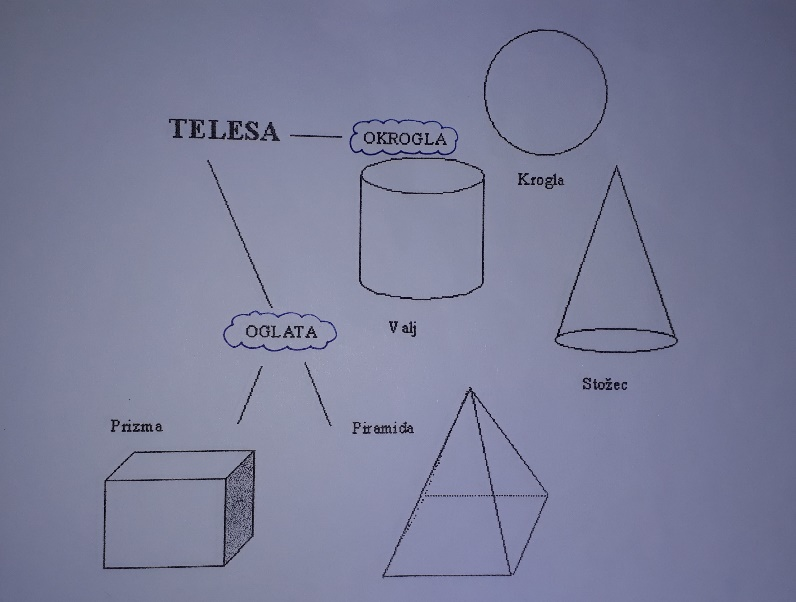 TELESA
OKROGLA
Krogla
Valj
Stožec
OGLATA
Prizma
Piramida